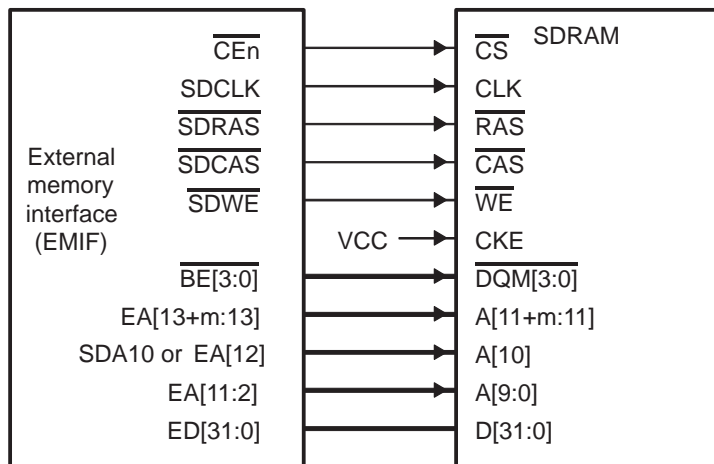 SDRAM
CEn CS
SDCLK CLK
SDRAS RAS
SDCAS CAS
SDWE WE
External
memory
interface
(EMIF)
VCC CKE
BE[3:0] DQM[3:0]
EA[13+m:13] A[11+m:11]
SDA10 or EA[12] A[10]
EA[11:2] A[9:0]
ED[31:0] D[31:0]